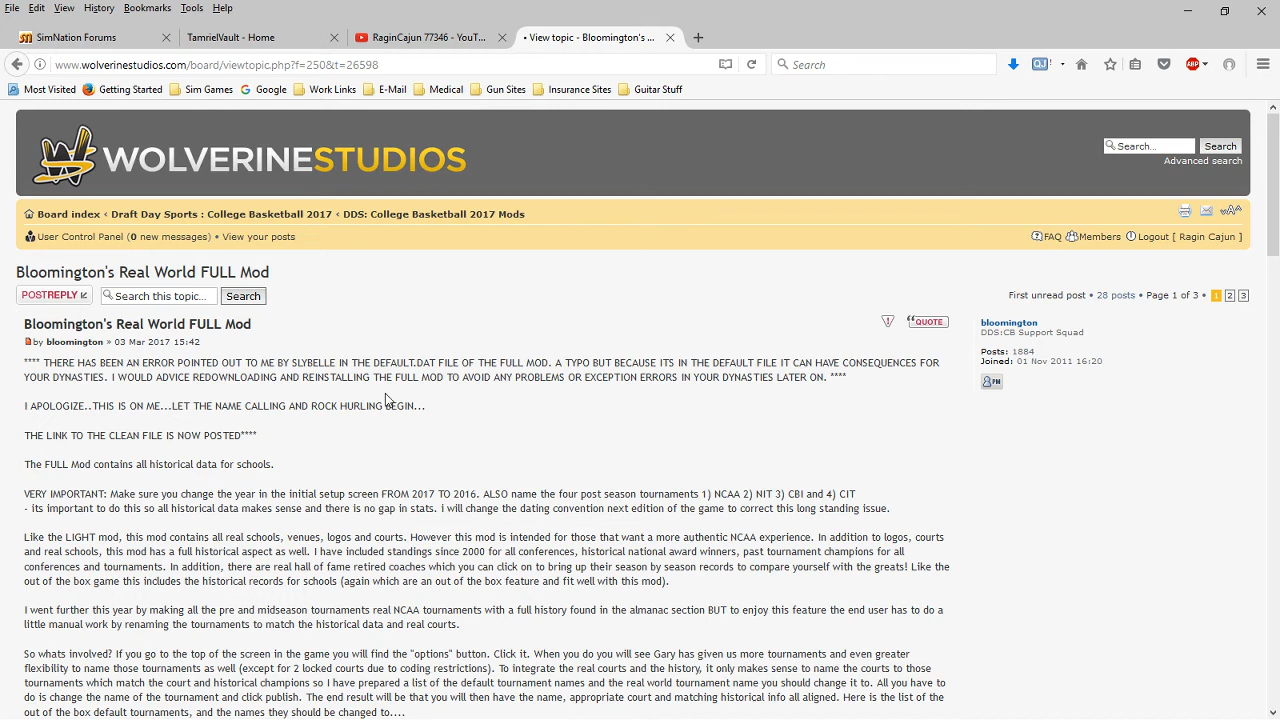 File Edit View History Bookmarks Tools Help
SimNation Forums TamrielVault - Home RaginCajun 77346 - YouT... View topic - Bloomington's ...
www.wolverinestudios.com/board/viewtopic.php?f=250&t=26598 Search
Most Visited Getting Started Sim Games Google Work Links E-Mail Medical Gun Sites Insurance Sites Guitar Stuff
WOLVERINESTUDIOS
Search... Search
Advanced search
Board index ‹ Draft Day Sports : College Basketball 2017 ‹ DDS: College Basketball 2017 Mods
User Control Panel (0 new messages) • View your posts FAQ Members Logout [ Ragin Cajun ]
Bloomington's Real World FULL Mod
POSTREPLY Search this topic... Search First unread post • 28 posts • Page 1 of 3 • 1 2 3
Bloomington's Real World FULL Mod
QUOTE
by bloomington » 03 Mar 2017 15:42
bloomington
DDS:CB Support Squad
Posts: 1884
Joined: 01 Nov 2011 16:20
PM
**** THERE HAS BEEN AN ERROR POINTED OUT TO ME BY SLYBELLE IN THE DEFAULT.DAT FILE OF THE FULL MOD. A TYPO BUT BECAUSE ITS IN THE DEFAULT FILE IT CAN HAVE CONSEQUENCES FOR
YOUR DYNASTIES. I WOULD ADVICE REDOWNLOADING AND REINSTALLING THE FULL MOD TO AVOID ANY PROBLEMS OR EXCEPTION ERRORS IN YOUR DYNASTIES LATER ON. ****
I APOLOGIZE..THIS IS ON ME...LET THE NAME CALLING AND ROCK HURLING BEGIN...
THE LINK TO THE CLEAN FILE IS NOW POSTED****
The FULL Mod contains all historical data for schools.
VERY IMPORTANT: Make sure you change the year in the initial setup screen FROM 2017 TO 2016. ALSO name the four post season tournaments 1) NCAA 2) NIT 3) CBI and 4) CIT
- its important to do this so all historical data makes sense and there is no gap in stats. i will change the dating convention next edition of the game to correct this long standing issue.
Like the LIGHT mod, this mod contains all real schools, venues, logos and courts. However this mod is intended for those that want a more authentic NCAA experience. In addition to logos, courts
and real schools, this mod has a full historical aspect as well. I have included standings since 2000 for all conferences, historical national award winners, past tournament champions for all
conferences and tournaments. In addition, there are real hall of fame retired coaches which you can click on to bring up their season by season records to compare yourself with the greats! Like the
out of the box game this includes the historical records for schools (again which are an out of the box feature and fit well with this mod).
I went further this year by making all the pre and midseason tournaments real NCAA tournaments with a full history found in the almanac section BUT to enjoy this feature the end user has to do a
little manual work by renaming the tournaments to match the historical data and real courts.
So whats involved? If you go to the top of the screen in the game you will find the "options" button. Click it. When you do you will see Gary has given us more tournaments and even greater
flexibility to name those tournaments as well (except for 2 locked courts due to coding restrictions). To integrate the real courts and the history, it only makes sense to name the courts to those
tournaments which match the court and historical champions so I have prepared a list of the default tournament names and the real world tournament name you should change it to. All you have to
do is change the name of the tournament and click publish. The end result will be that you will then have the name, appropriate court and matching historical info all aligned. Here is the list of the
out of the box default tournaments, and the names they should be changed to....